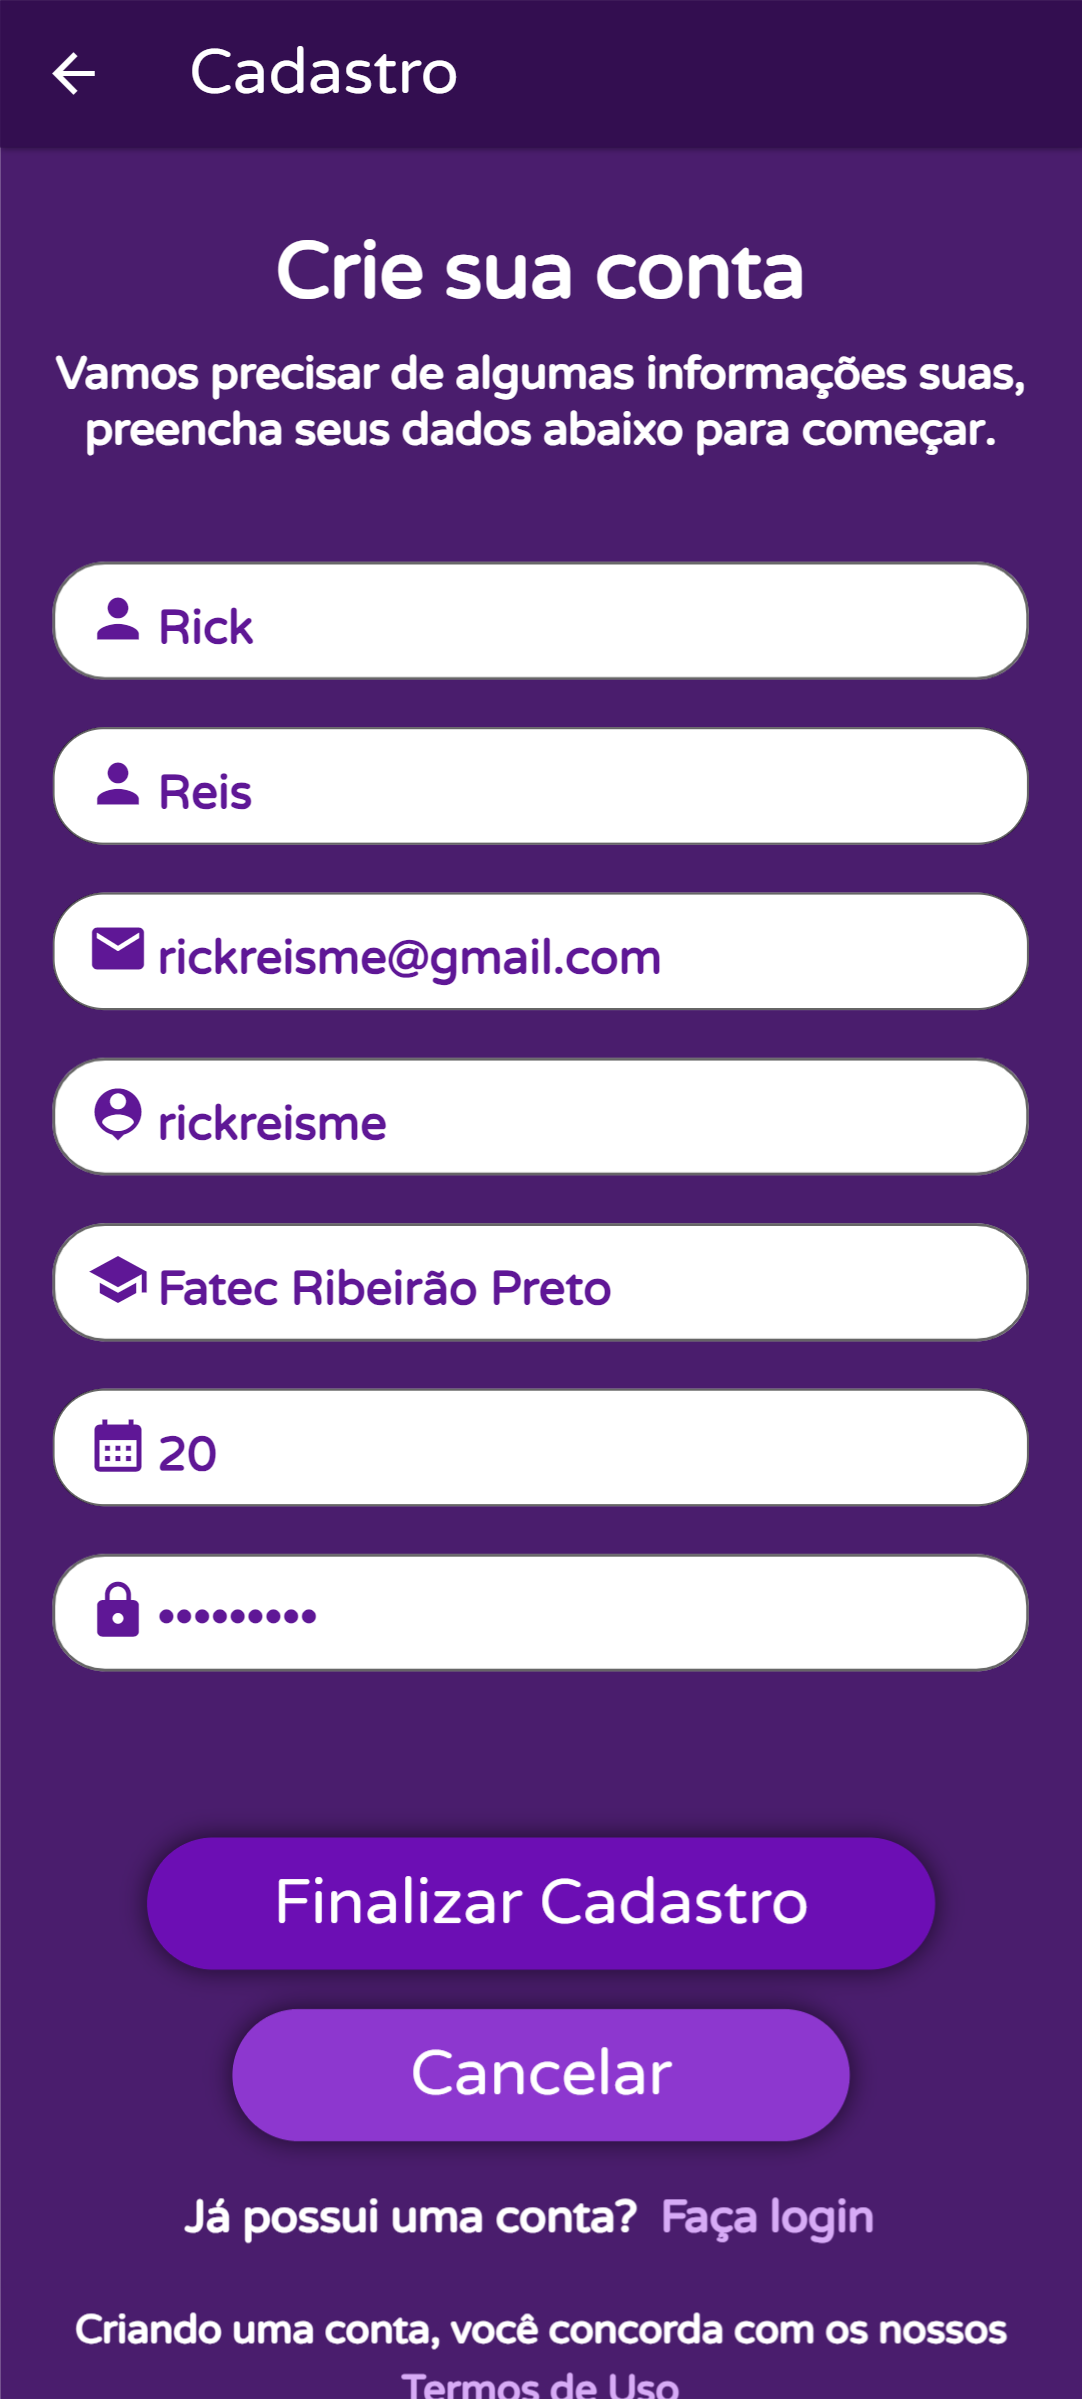 Cadastro
Crie sua conta
Vamos precisar de algumas informações suas,
preencha seus dados abaixo para começar.
Rick
Reis
rickreisme@gmail.com
rickreisme
Fatec Ribeirão Preto
20
•••••••••
Finalizar Cadastro
Cancelar
Já possui uma conta? Faça login
Criando uma conta, você concorda com os nossos
Termos de Uso